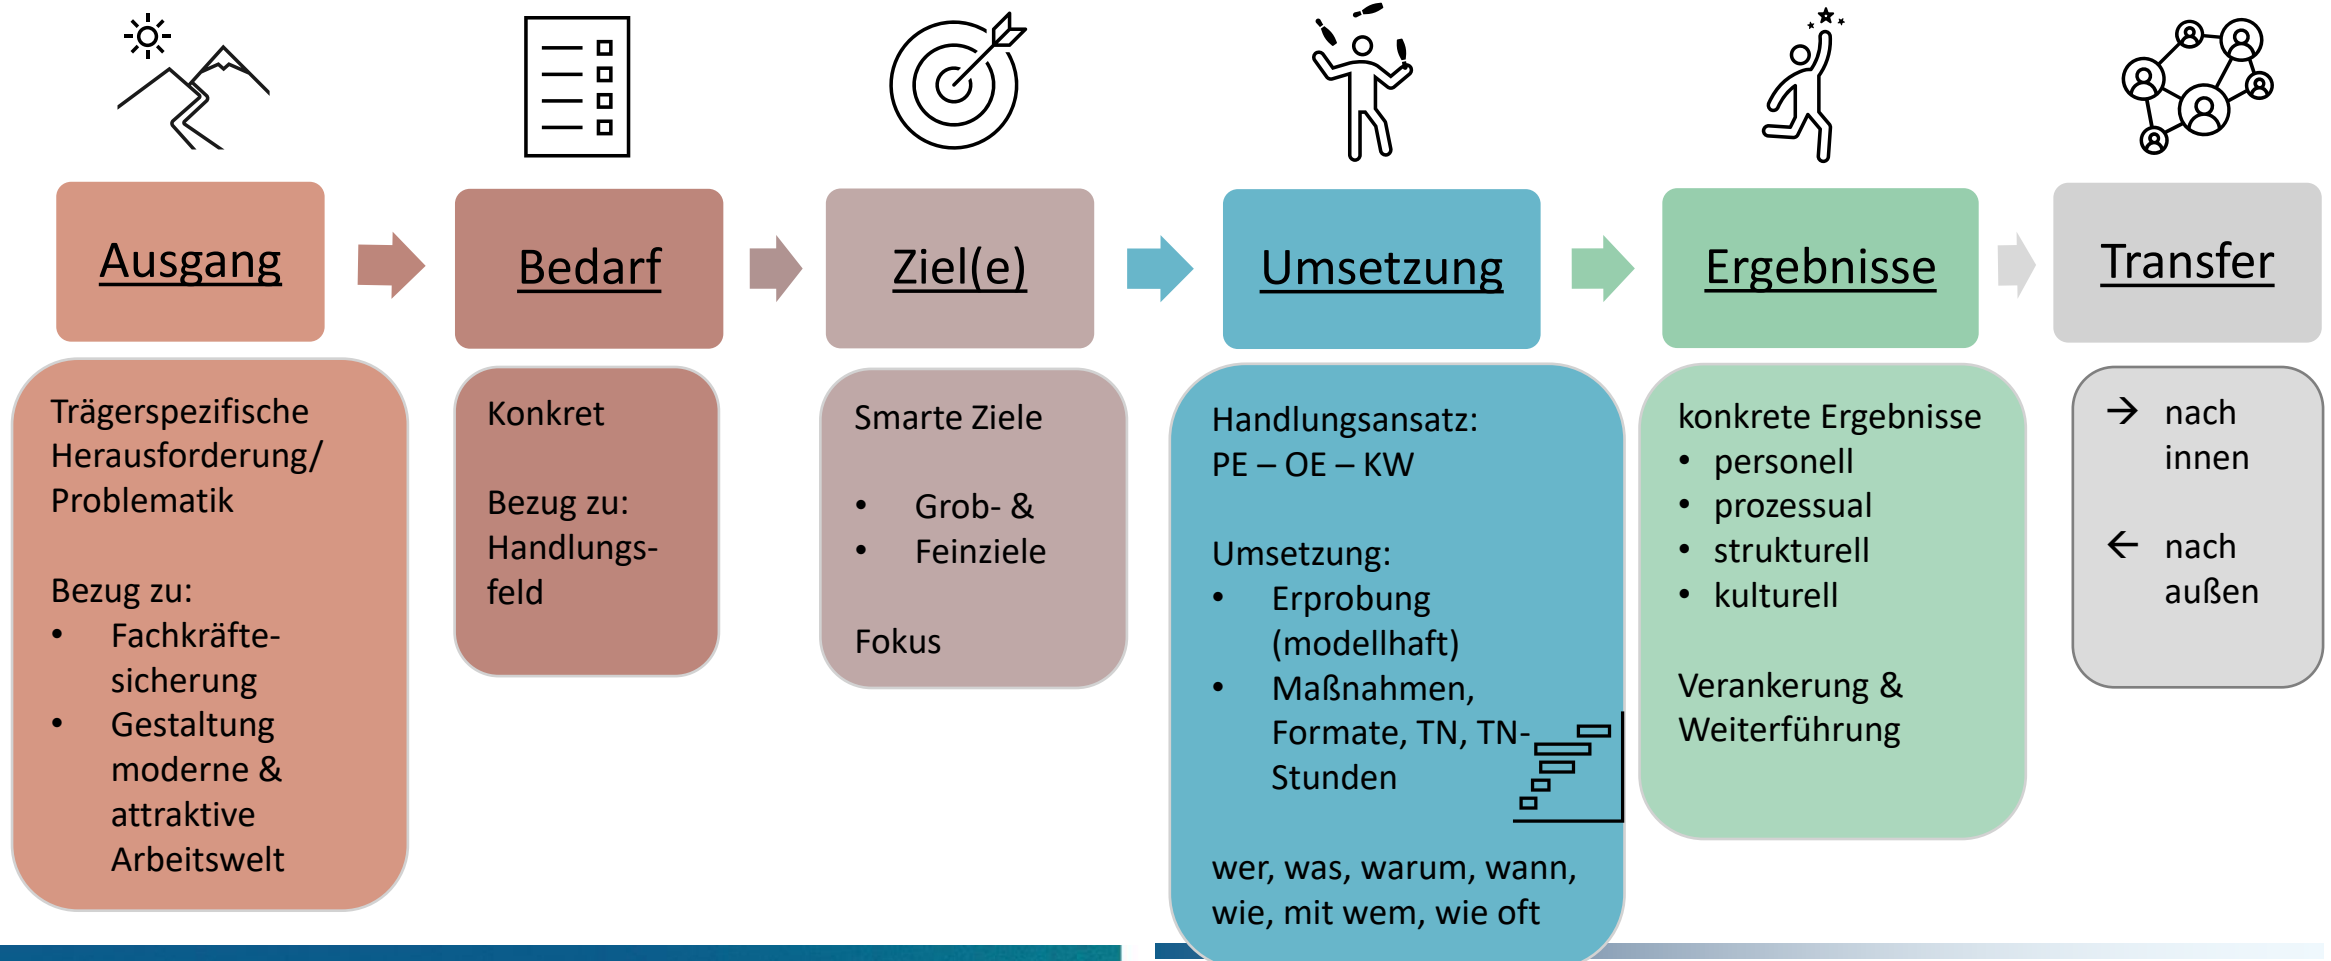 Ausgang
Bedarf
Ziel(e)
Umsetzung
Ergebnisse
Transfer
Trägerspezifische
Herausforderung/
Problematik
Bezug zu:
• Fachkräfte-
sicherung
• Gestaltung
moderne &
attraktive
Arbeitswelt
Konkret
Bezug zu:
Handlungs-
feld
Smarte Ziele
• Grob- &
• Feinziele
Fokus
Handlungsansatz:
PE – OE – KW
Umsetzung:
• Erprobung
(modellhaft)
• Maßnahmen,
Formate, TN, TN-
Stunden
wer, was, warum, wann,
wie, mit wem, wie oft
konkrete Ergebnisse
• personell
• prozessual
• strukturell
• kulturell
Verankerung &
Weiterführung
→ nach
innen
← nach
außen